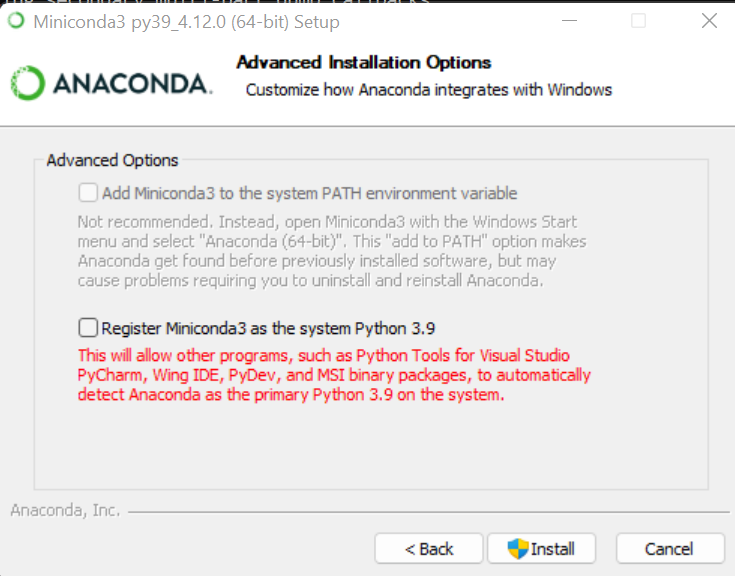 Miniconda3 py39_4.12.0 (64-bit) Setup
ANACONDA.
Advanced Installation Options
Customize how Anaconda integrates with Windows
Advanced Options
Add Miniconda3 to the system PATH environment variable
Not recommended. Instead, open Miniconda3 with the Windows Start
menu and select "Anaconda (64-bit)". This "add to PATH" option makes
Anaconda get found before previously installed software, but may
cause problems requiring you to uninstall and reinstall Anaconda.
Register Miniconda3 as the system Python 3.9
This will allow other programs, such as Python Tools for Visual Studio
PyCharm, Wing IDE, PyDev, and MSI binary packages, to automatically
detect Anaconda as the primary Python 3.9 on the system.
Anaconda, Inc.
< Back
Install
Cancel